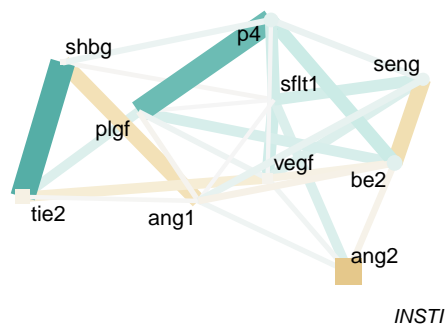 shbg
p4
seng
sflt1
plgf
vegf
be2
tie2
ang1
ang2
INSTI